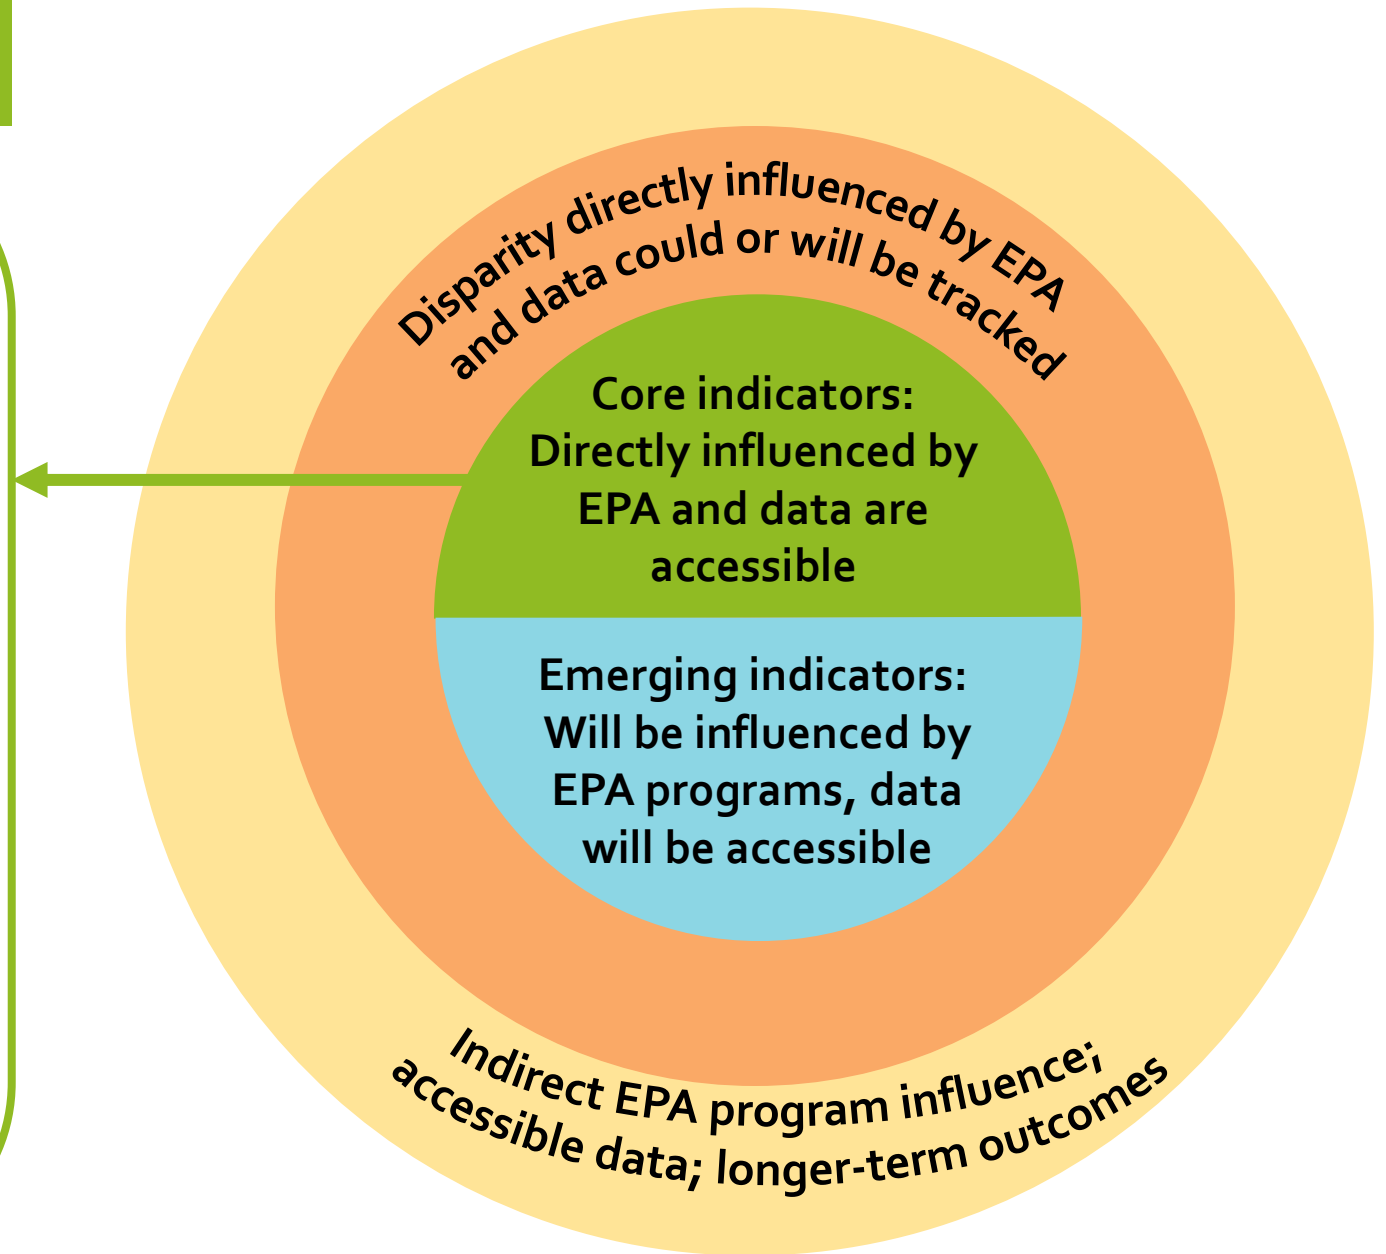 Disparity directly influenced by EPA
and data could or will be tracked
Core indicators:
Directly influenced by
EPA and data are
accessible
Emerging indicators:
Will be influenced by
EPA programs, data
will be accessible
Indirect EPA program influence;
accessible data; longer-term outcomes